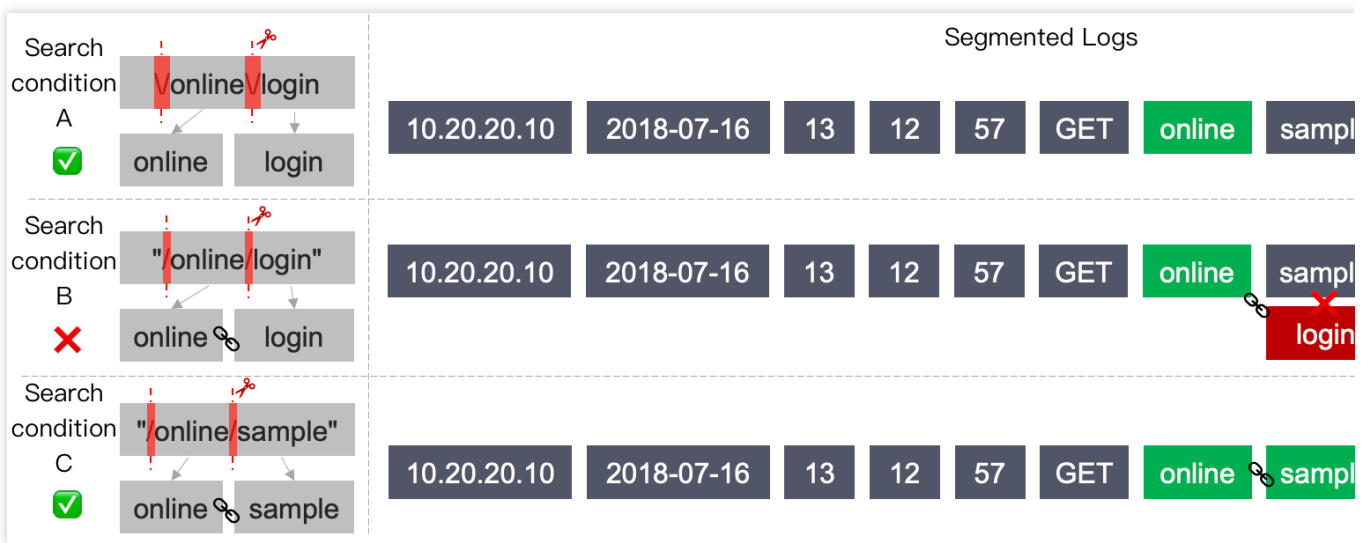 Segmented Logs
Search
condition
A
\/online\/login
online login
10.20.20.10 2018-07-16 13 12 57 GET online sampl
Search
condition
B
"/online/login"
online login
10.20.20.10 2018-07-16 13 12 57 GET online sampl
login
Search
condition
C
"/online/sample"
online sample
10.20.20.10 2018-07-16 13 12 57 GET online sampl